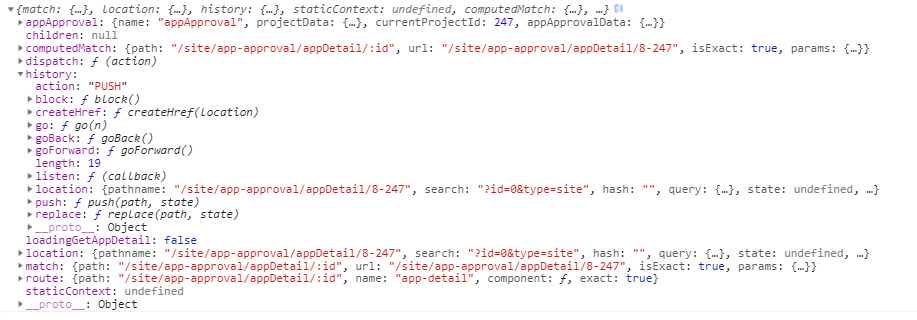 ▼{match: {…}, location: {…}, history: {…}, staticContext: undefined, computedMatch: {…}, …} i
▶appApproval: {name: "appApproval", projectData: {…}, currentProjectId: 247, appApprovalData: {…}}
children: null
▶computedMatch: {path: "/site/app-approval/appDetail/:id", url: "/site/app-approval/appDetail/8-247", isExact: true, params: {…}}
▶dispatch: ƒ (action)
▼history:
action: "PUSH"
▶block: ƒ block()
▶createHref: ƒ createHref(location)
▶go: ƒ go(n)
▶goBack: ƒ goBack()
▶goForward: ƒ goForward()
length: 19
▶listen: ƒ (callback)
▶location: {pathname: "/site/app-approval/appDetail/8-247", search: "?id=0&type=site", hash: "", query: {…}, state: undefined, …}
▶push: ƒ push(path, state)
▶replace: ƒ replace(path, state)
▶__proto__: Object
loadingGetAppDetail: false
▶location: {pathname: "/site/app-approval/appDetail/8-247", search: "?id=0&type=site", hash: "", query: {…}, state: undefined, …}
▶match: {path: "/site/app-approval/appDetail/:id", url: "/site/app-approval/appDetail/8-247", isExact: true, params: {…}}
▶route: {path: "/site/app-approval/appDetail/:id", name: "app-detail", component: ƒ, exact: true}
staticContext: undefined
▶__proto__: Object